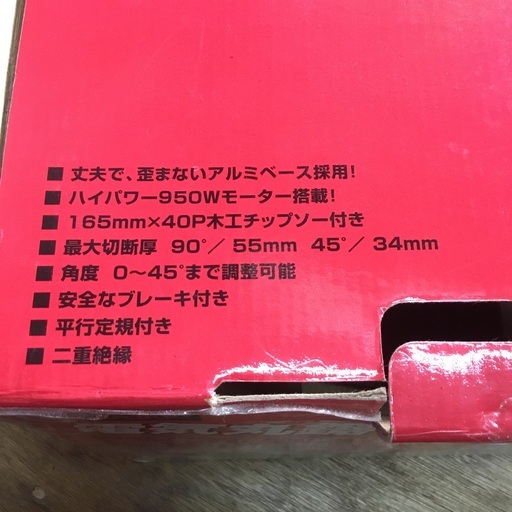 ■ 丈夫で、歪まないアルミベース採用!
■ ハイパワー950Wモーター搭載!
■ 165mm×40P木工チップソー付き
■ 最大切断厚 90°／55mm 45°／34mm
■ 角度 0～45°まで調整可能
■ 安全なブレーキ付き
■ 平行定規付き
■ 二重絶縁